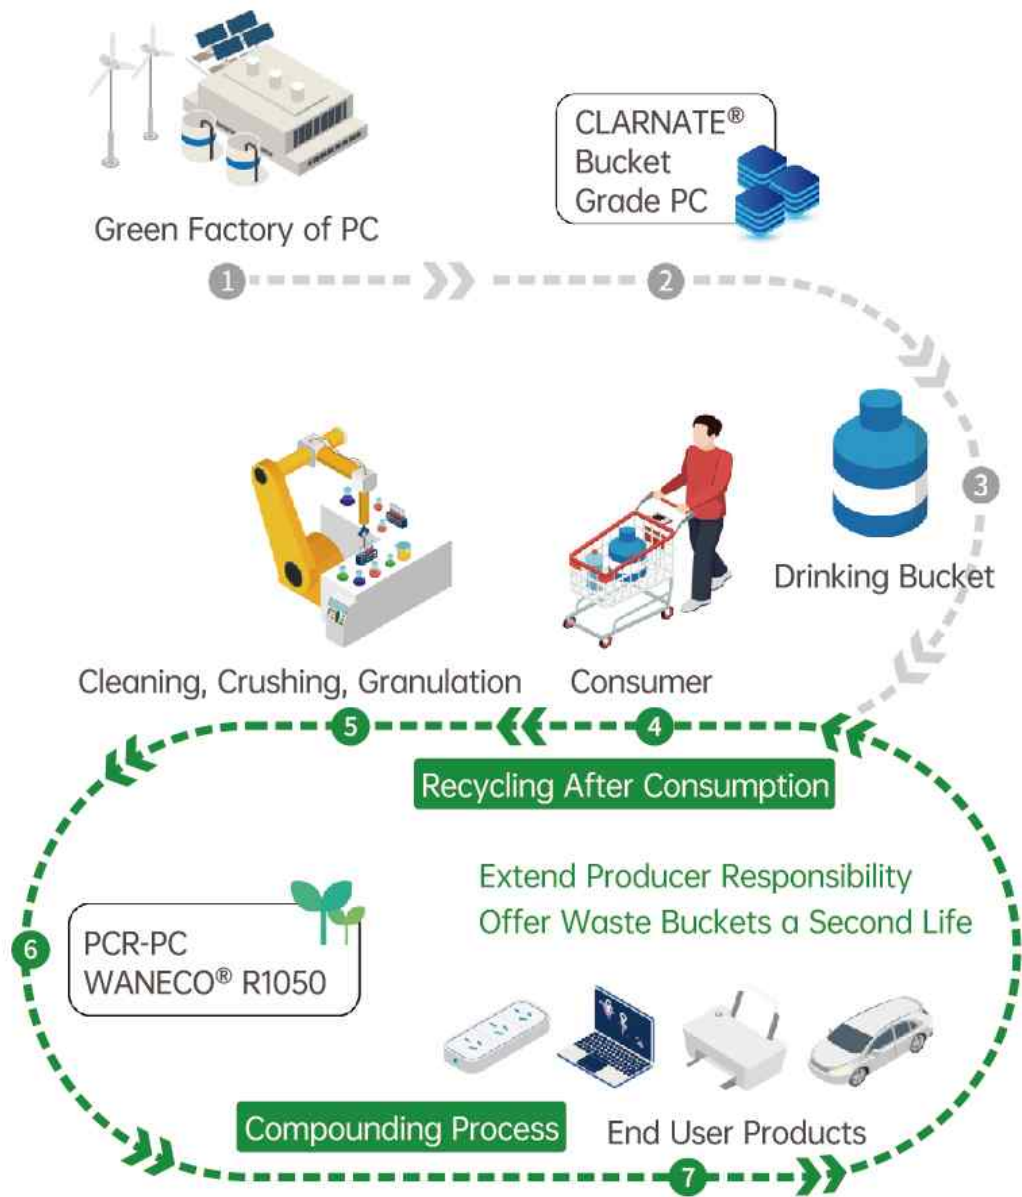 CLARNATE®
Bucket
Grade PC
Green Factory of PC
1
2
3
Drinking Bucket
Cleaning, Crushing, Granulation
Consumer
5
4
Recycling After Consumption
Extend Producer Responsibility
Offer Waste Buckets a Second Life
6
PCR-PC
WANECO® R1050
Compounding Process
End User Products
7